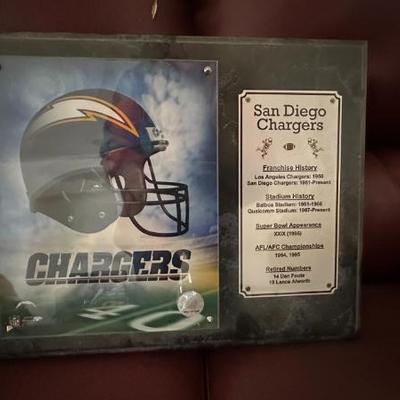 CHARGERS
San Diego
Chargers
Franchise History
Los Angeles Chargers: 1960
San Diego Chargers: 1961-Present
Stadium History
Balboa Stadium: 1961-1966
Qualcomm Stadium: 1967-Present
Super Bowl Appearance
XXIX (1995)
AFL/AFC Championships
1964, 1995
Retired Numbers
14 Dan Fouts
19 Lance Alworth